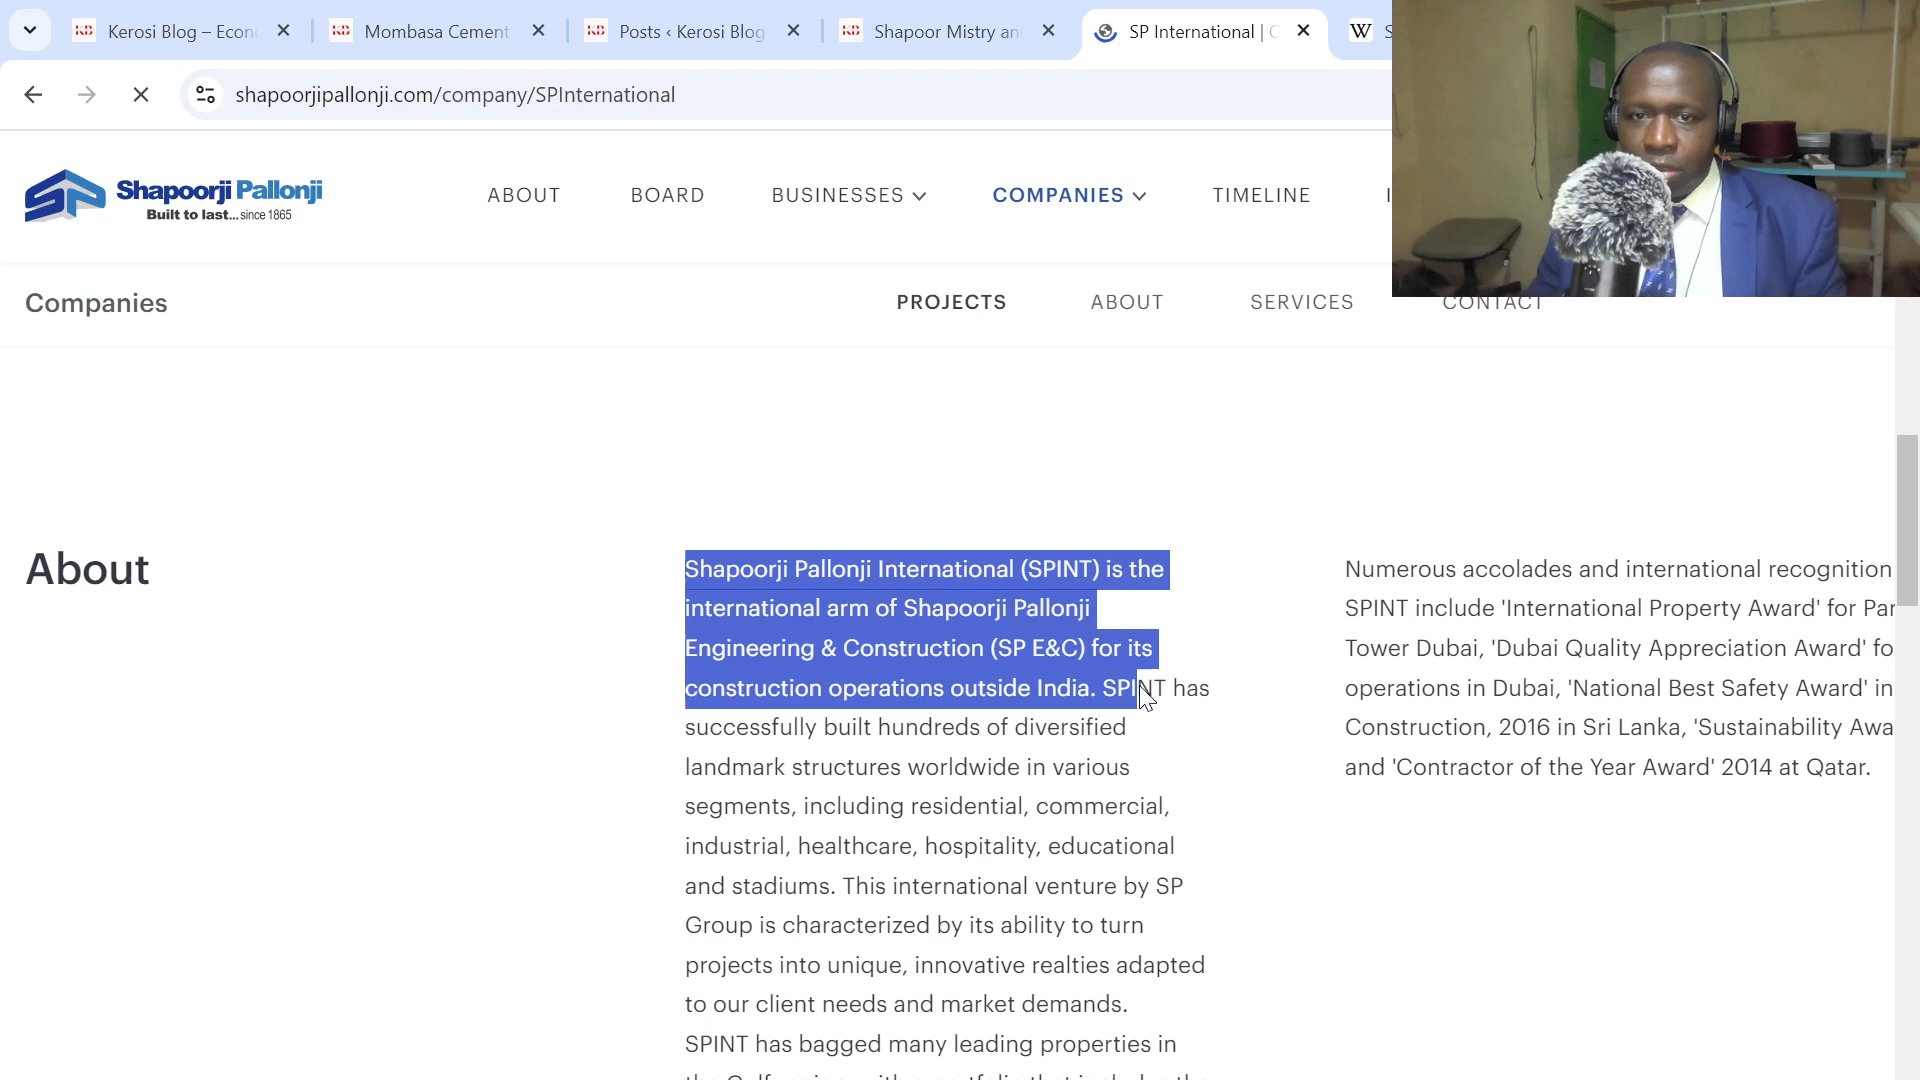 Kerosi Blog – Econ
Mombasa Cement
Posts ‹ Kerosi Blog
Shapoor Mistry an
SP International |
shapoorjipallonji.com/company/SPInternational
Shapoorji Pallonji
Built to last...since 1865
ABOUT
BOARD
BUSINESSES
COMPANIES
TIMELINE
Companies
PROJECTS
ABOUT
SERVICES
CONTACT
About
Shapoorji Pallonji International (SPINT) is the
international arm of Shapoorji Pallonji
Engineering & Construction (SP E&C) for its
construction operations outside India. SPINT has
successfully built hundreds of diversified
landmark structures worldwide in various
segments, including residential, commercial,
industrial, healthcare, hospitality, educational
and stadiums. This international venture by SP
Group is characterized by its ability to turn
projects into unique, innovative realties adapted
to our client needs and market demands.
SPINT has bagged many leading properties in
Numerous accolades and international recognition
SPINT include 'International Property Award' for Par
Tower Dubai, 'Dubai Quality Appreciation Award' fo
operations in Dubai, 'National Best Safety Award' in
Construction, 2016 in Sri Lanka, 'Sustainability Awa
and 'Contractor of the Year Award' 2014 at Qatar.